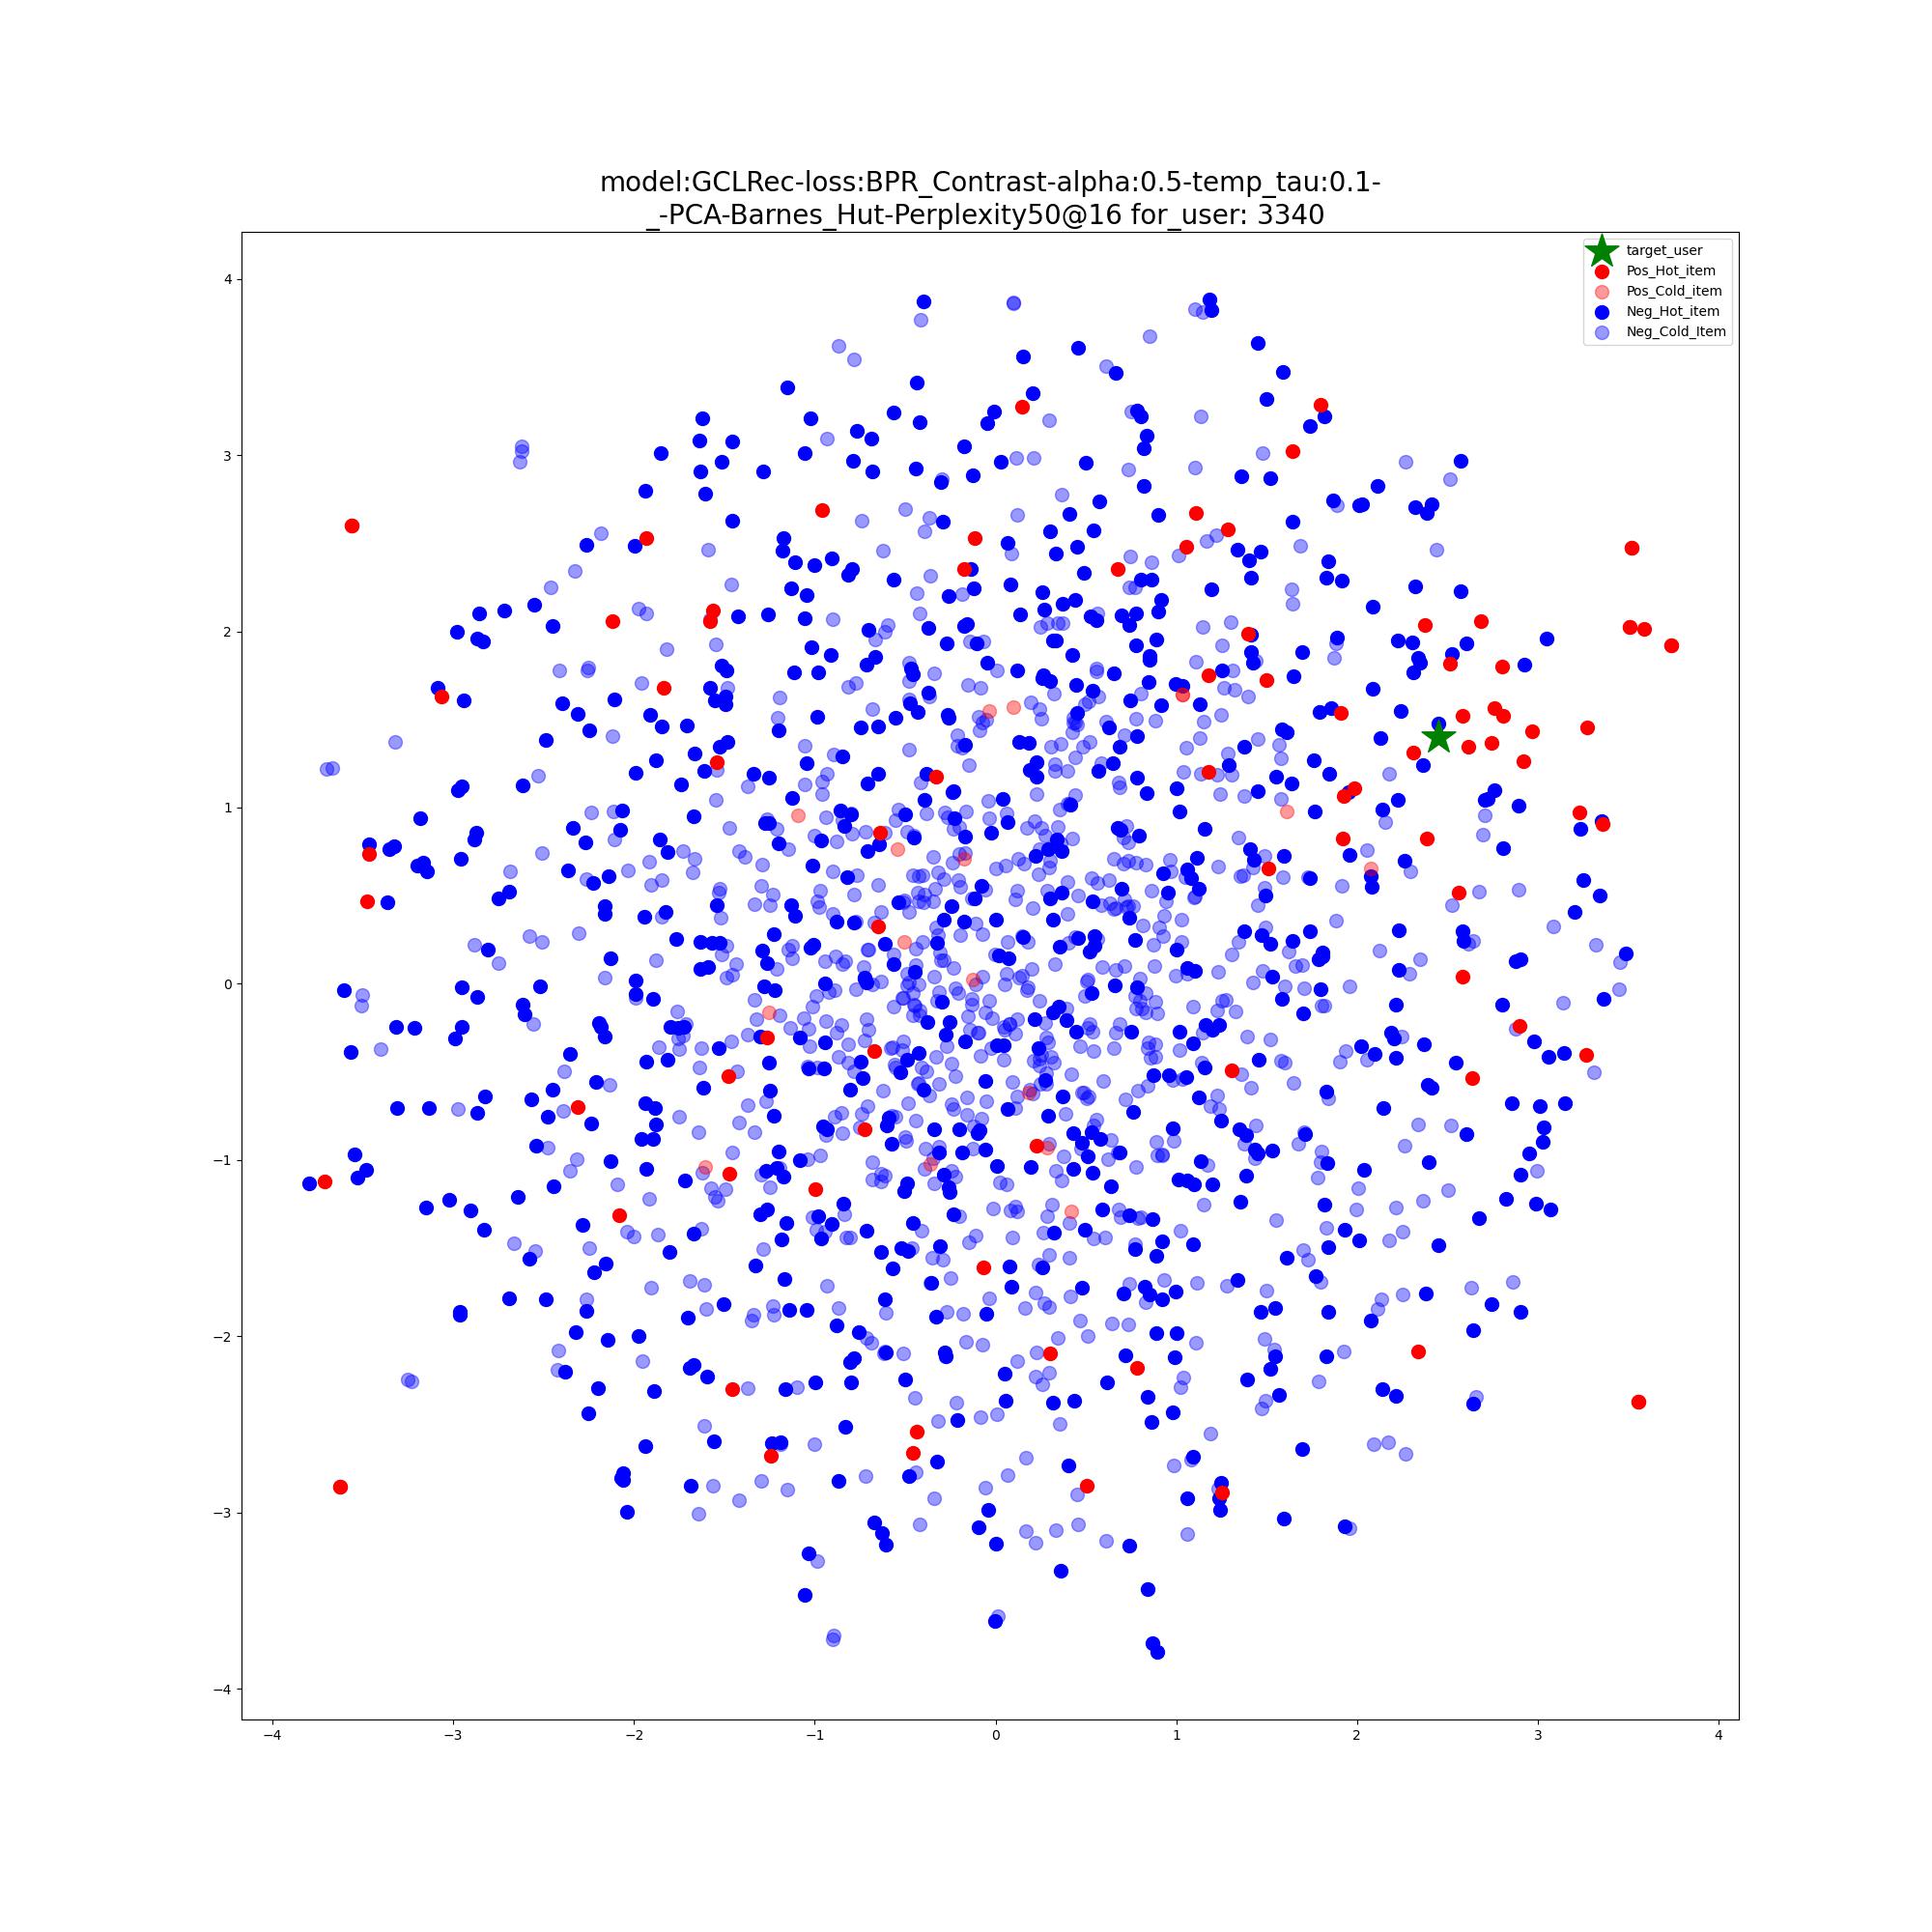 model:GCLRec-loss:BPR_Contrast-alpha:0.5-temp_tau:0.1-
_-PCA-Barnes_Hut-Perplexity50@16 for_user: 3340
target_user
Pos_Hot_item
Pos_Cold_item
Neg_Hot_item
Neg_Cold_Item
4
3
2
1
0
−1
−2
−3
−4
−4 −3 −2 −1 0 1 2 3 4